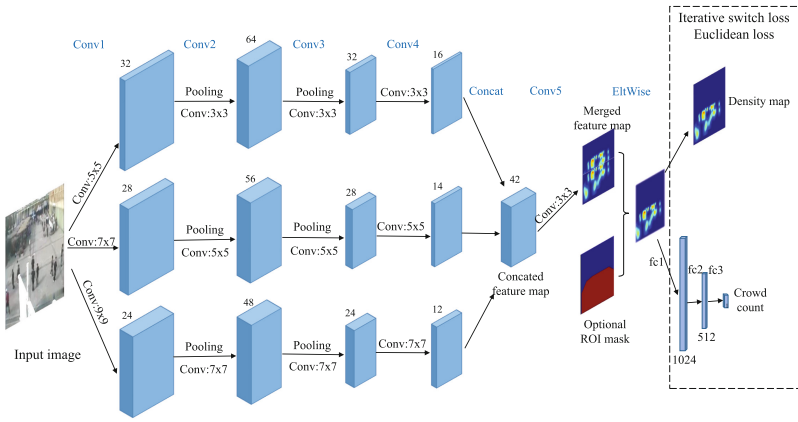 Iterative switch loss
Euclidean loss
Conv1
Conv2
Conv3
Conv4
Concat
Conv5
EltWise
32
64
32
16
Pooling
Conv:3x3
Pooling
Conv:3x3
Conv:3x3
Conv:5x5
Merged
feature map
Density map
28
56
28
14
42
Conv:7x7
Pooling
Conv:5x5
Pooling
Conv:5x5
Conv:5x5
Conv:3x3
Concated
feature map
fc1
fc2
fc3
Crowd
count
Conv:9x9
24
48
24
12
Pooling
Conv:7x7
Pooling
Conv:7x7
Conv:7x7
Optional
ROI mask
512
1024
Input image